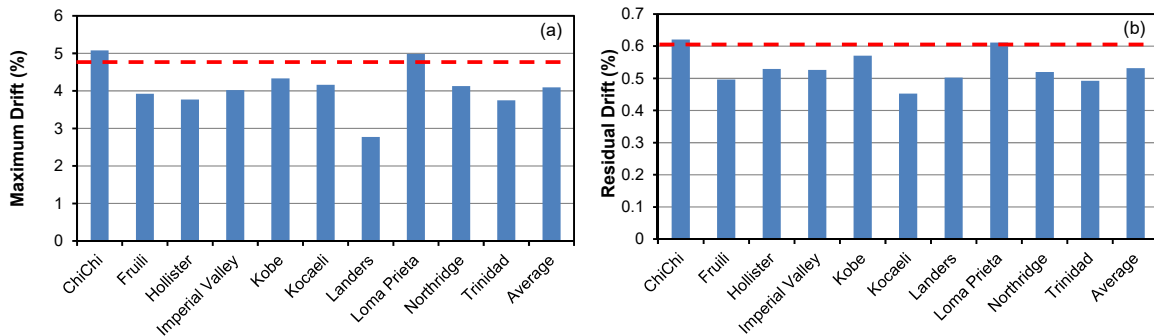 (a)
Maximum Drift (%)
6
5
4
3
2
1
0
ChiChi
Fruili
Hollister
Imperial Valley
Kobe
Kocaeli
Landers
Loma Prieta
Northridge
Trinidad
Average
(b)
Residual Drift (%)
0.7
0.6
0.5
0.4
0.3
0.2
0.1
0
ChiChi
Fruili
Hollister
Imperial Valley
Kobe
Kocaeli
Landers
Loma Prieta
Northridge
Trinidad
Average